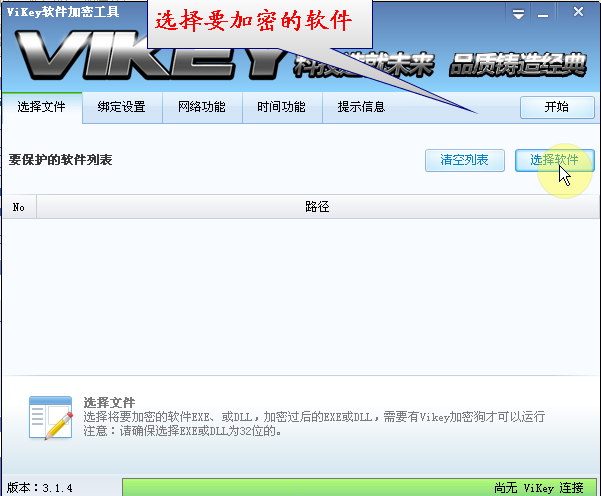 ViKey软件加密工具
选择要加密的软件
VIKEY
科技造就未来 品质铸造经典
选择文件 绑定设置 网络功能 时间功能 提示信息 开始
要保护的软件列表 清空列表 选择软件
No 路径
选择文件
选择将要加密的软件EXE、或DLL，加密过后的EXE或DLL，需要有Vikey加密狗才可以运行
注意：请确保选择EXE或DLL为32位的。
版本：3.1.4 尚无 ViKey 连接